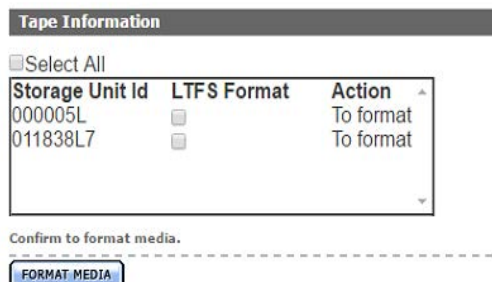 Tape Information
Select All
Storage Unit Id LTFS Format Action
000005L To format
011838L7 To format
Confirm to format media.
FORMAT MEDIA